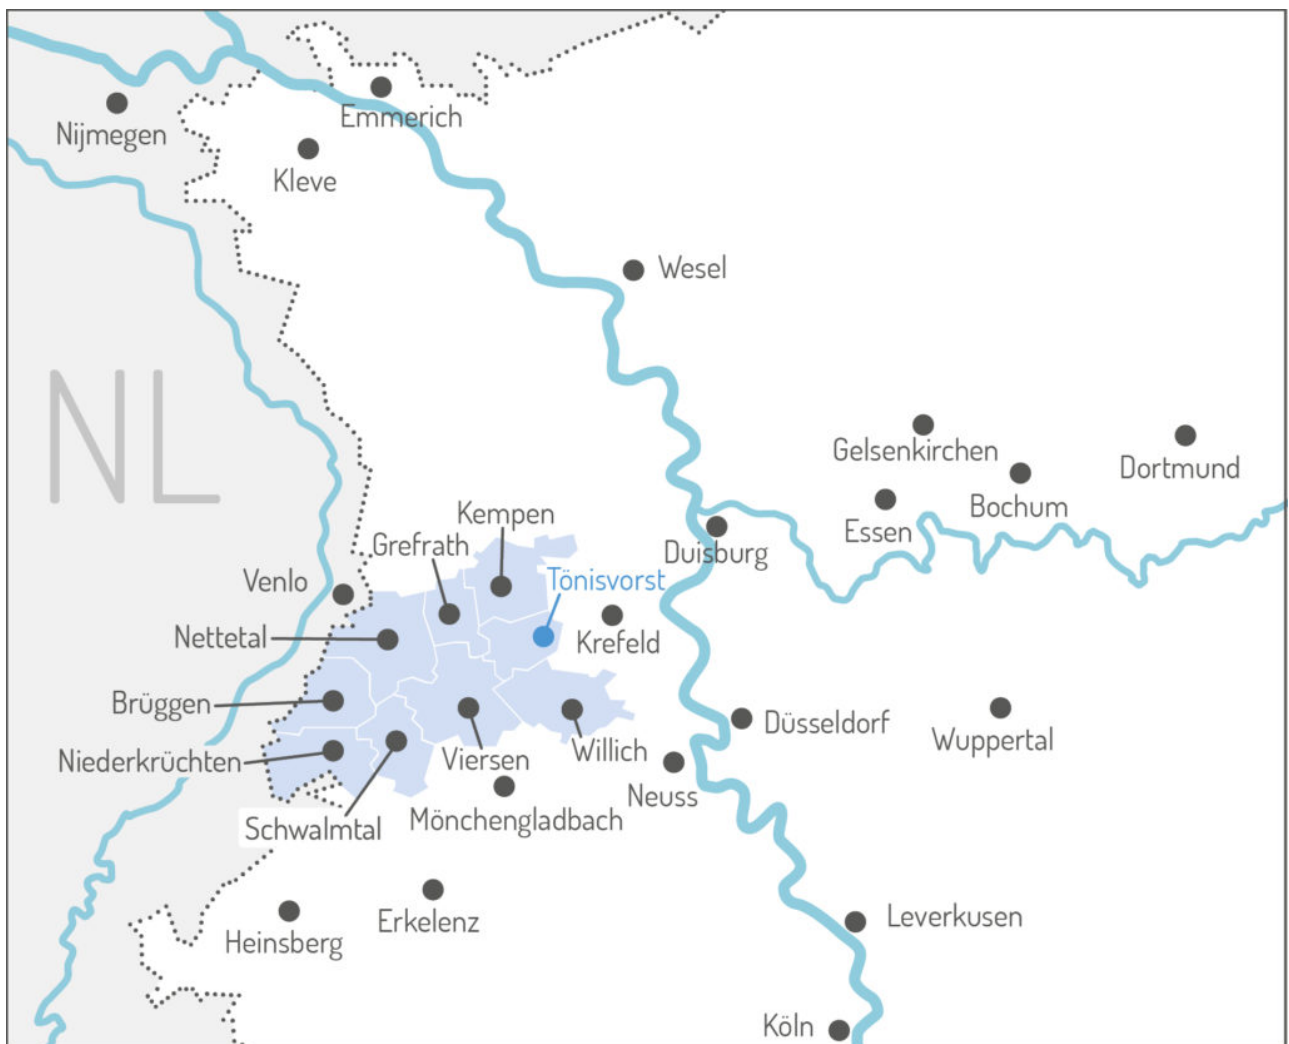 Emmerich
Nijmegen
Kleve
Wesel
NL
Gelsenkirchen
Dortmund
Bochum
Essen
Kempen
Grefrath
Duisburg
Venlo
Tönisvorst
Nettetal
Krefeld
Brüggen
Düsseldorf
Wuppertal
Niederkrüchten
Viersen
Willich
Neuss
Schwalmtal
Mönchengladbach
Leverkusen
Erkelenz
Heinsberg
Köln